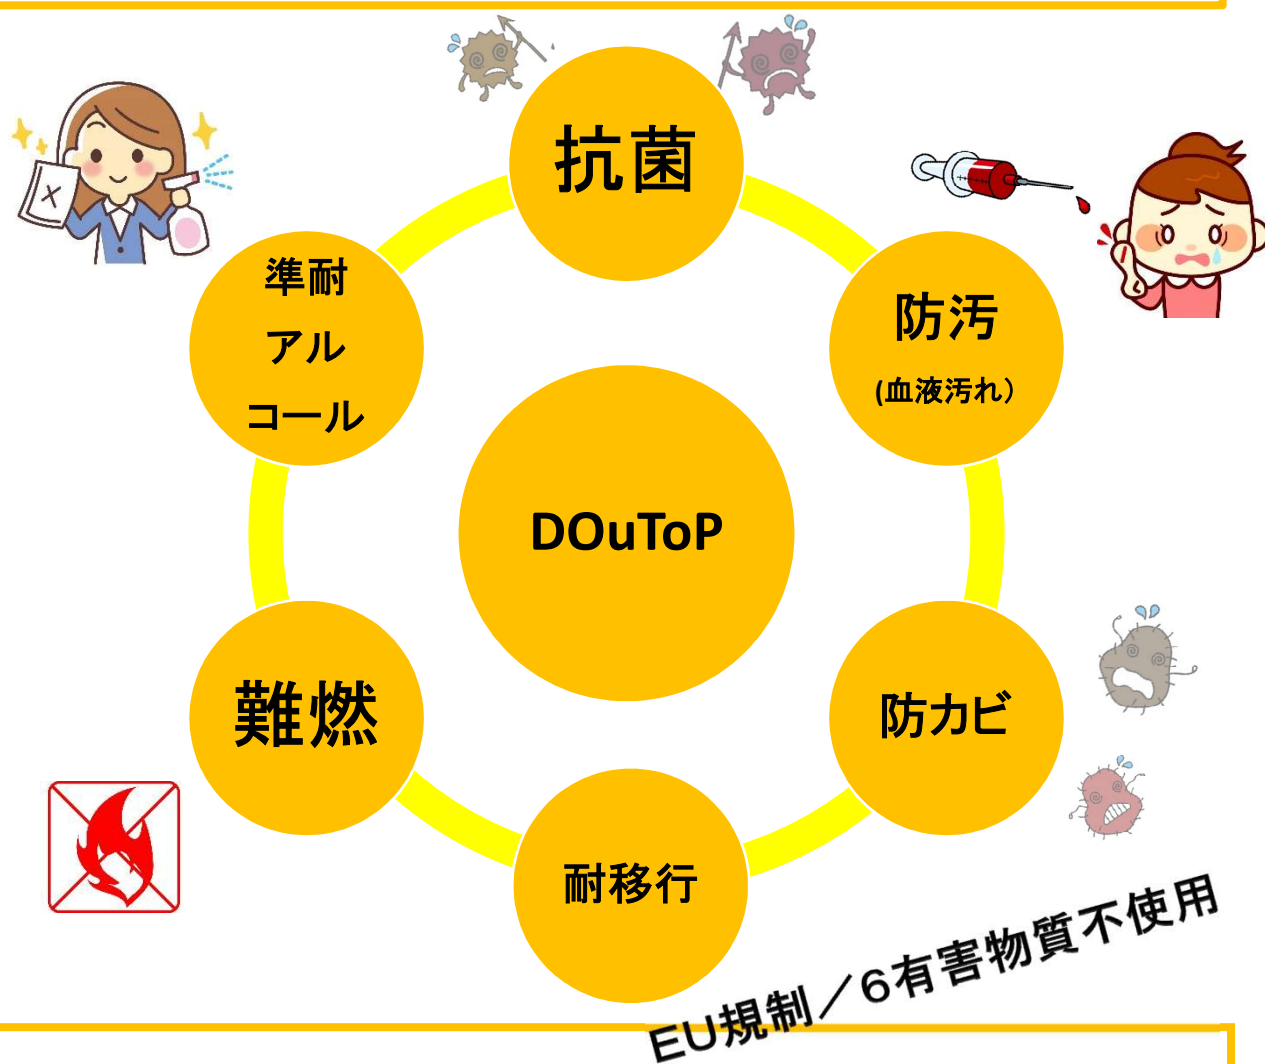 抗菌
準耐
アル
コール
防汚
(血液汚れ）
DOuToP
難燃
防カビ
耐移行
EU規制／6有害物質不使用